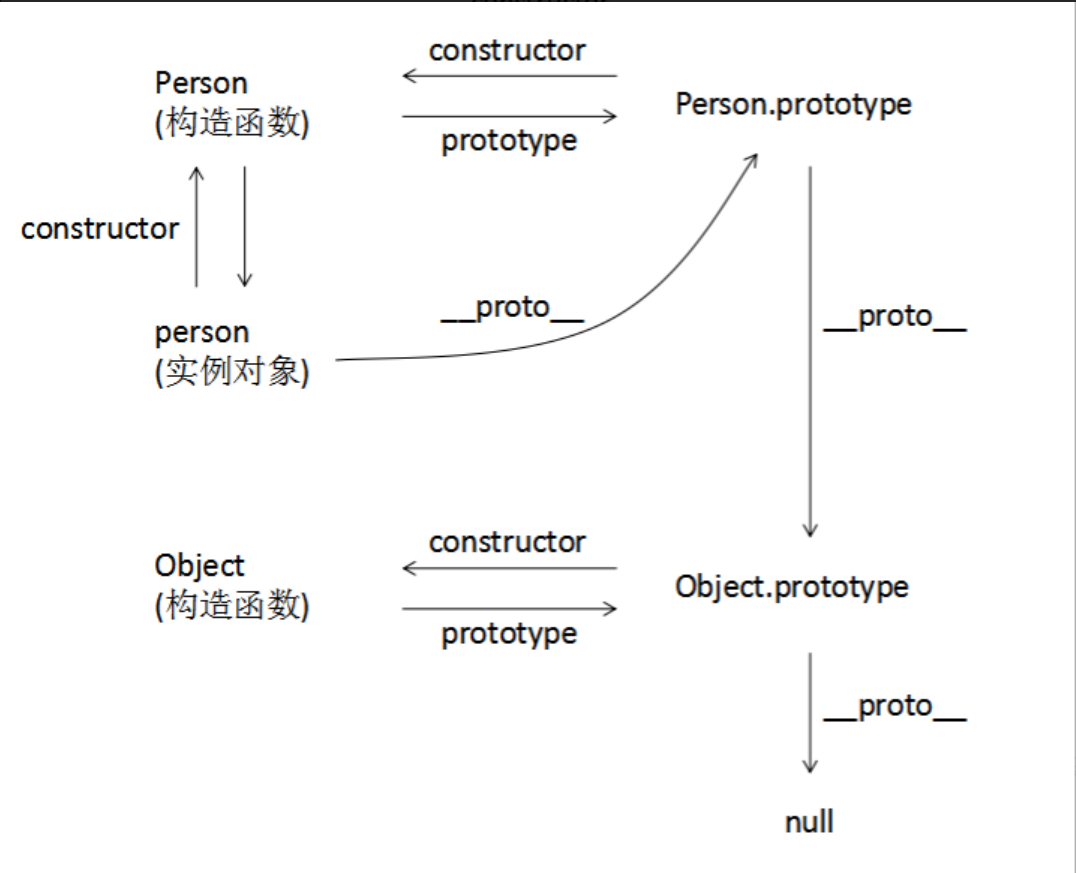 constructor
Person
(构造函数)
Person.prototype
prototype
constructor
__proto__
__proto__
person
(实例对象)
constructor
Object
(构造函数)
Object.prototype
prototype
__proto__
null